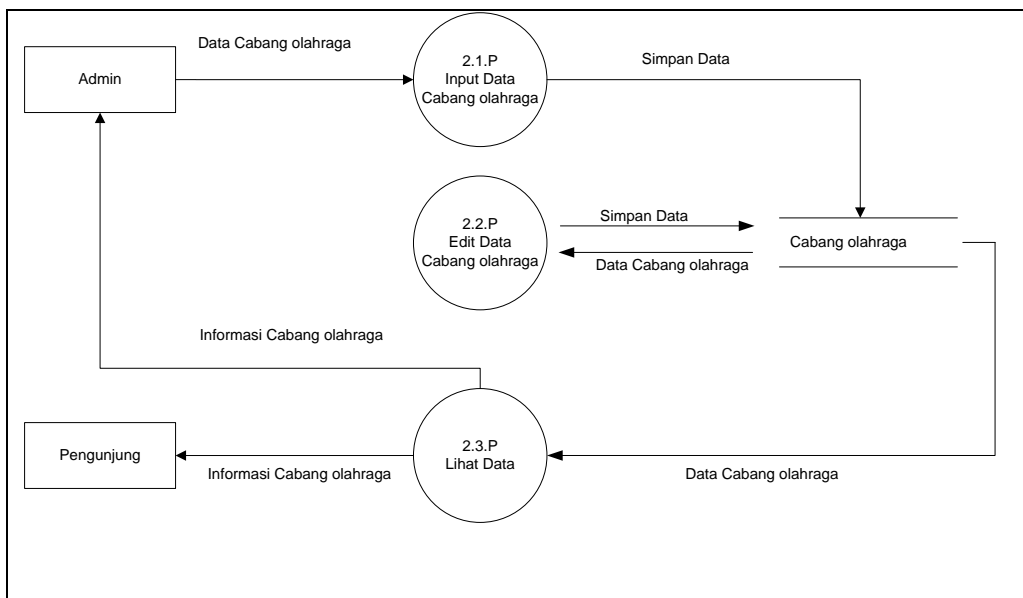 Data Cabang olahraga
Admin
2.1.P
Input Data
Cabang olahraga
Simpan Data
2.2.P
Edit Data
Cabang olahraga
Simpan Data
Data Cabang olahraga
Cabang olahraga
Informasi Cabang olahraga
Pengunjung
Informasi Cabang olahraga
2.3.P
Lihat Data
Data Cabang olahraga